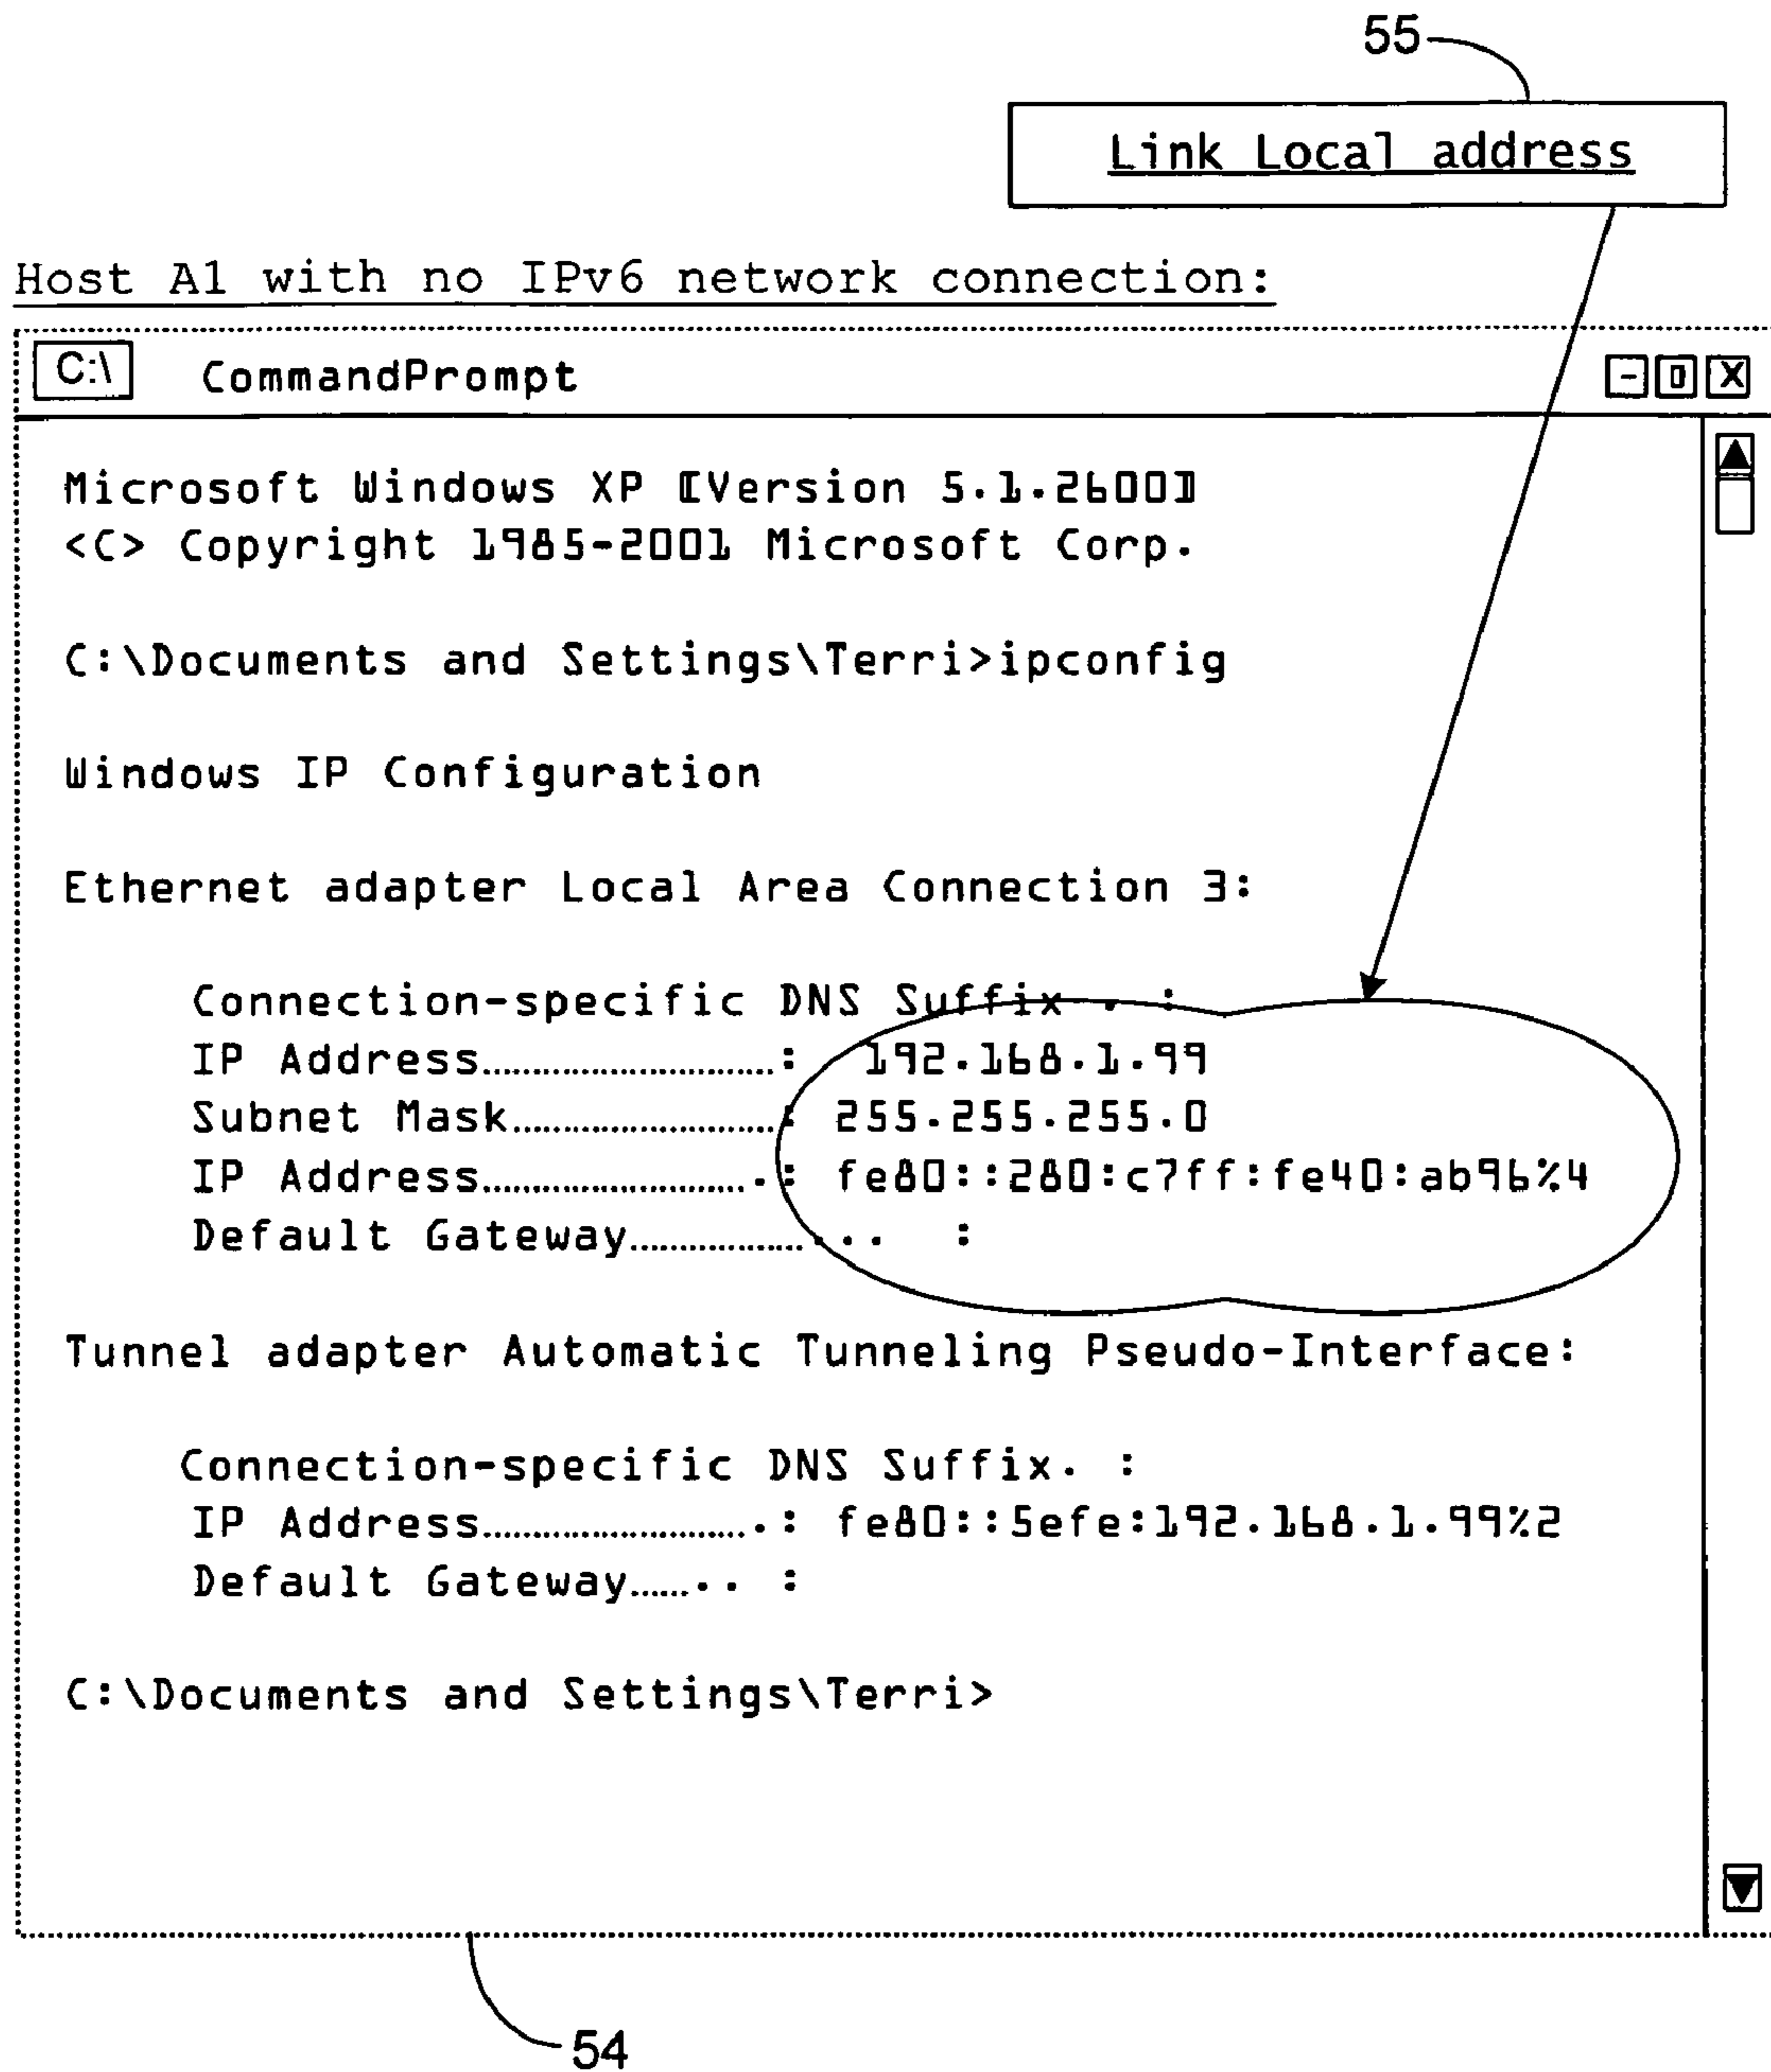 55
Link Local address
Host A1 with no IPv6 network connection:
C:\ CommandPrompt
Microsoft Windows XP [Version 5.1.2600]
<C> Copyright 1985-2001 Microsoft Corp.
C:\Documents and Settings\Terri>ipconfig
Windows IP Configuration
Ethernet adapter Local Area Connection 3:
Connection-specific DNS Suffix . :
IP Address..............................: 192.168.1.99
Subnet Mask...........................: 255.255.255.0
IP Address...........................: fe80::280:c7ff:fe40:ab96%4
Default Gateway..................... :
Tunnel adapter Automatic Tunneling Pseudo-Interface:
Connection-specific DNS Suffix. :
IP Address...........................: fe80::5efe:192.168.1.99%2
Default Gateway........ :
C:\Documents and Settings\Terri>
54